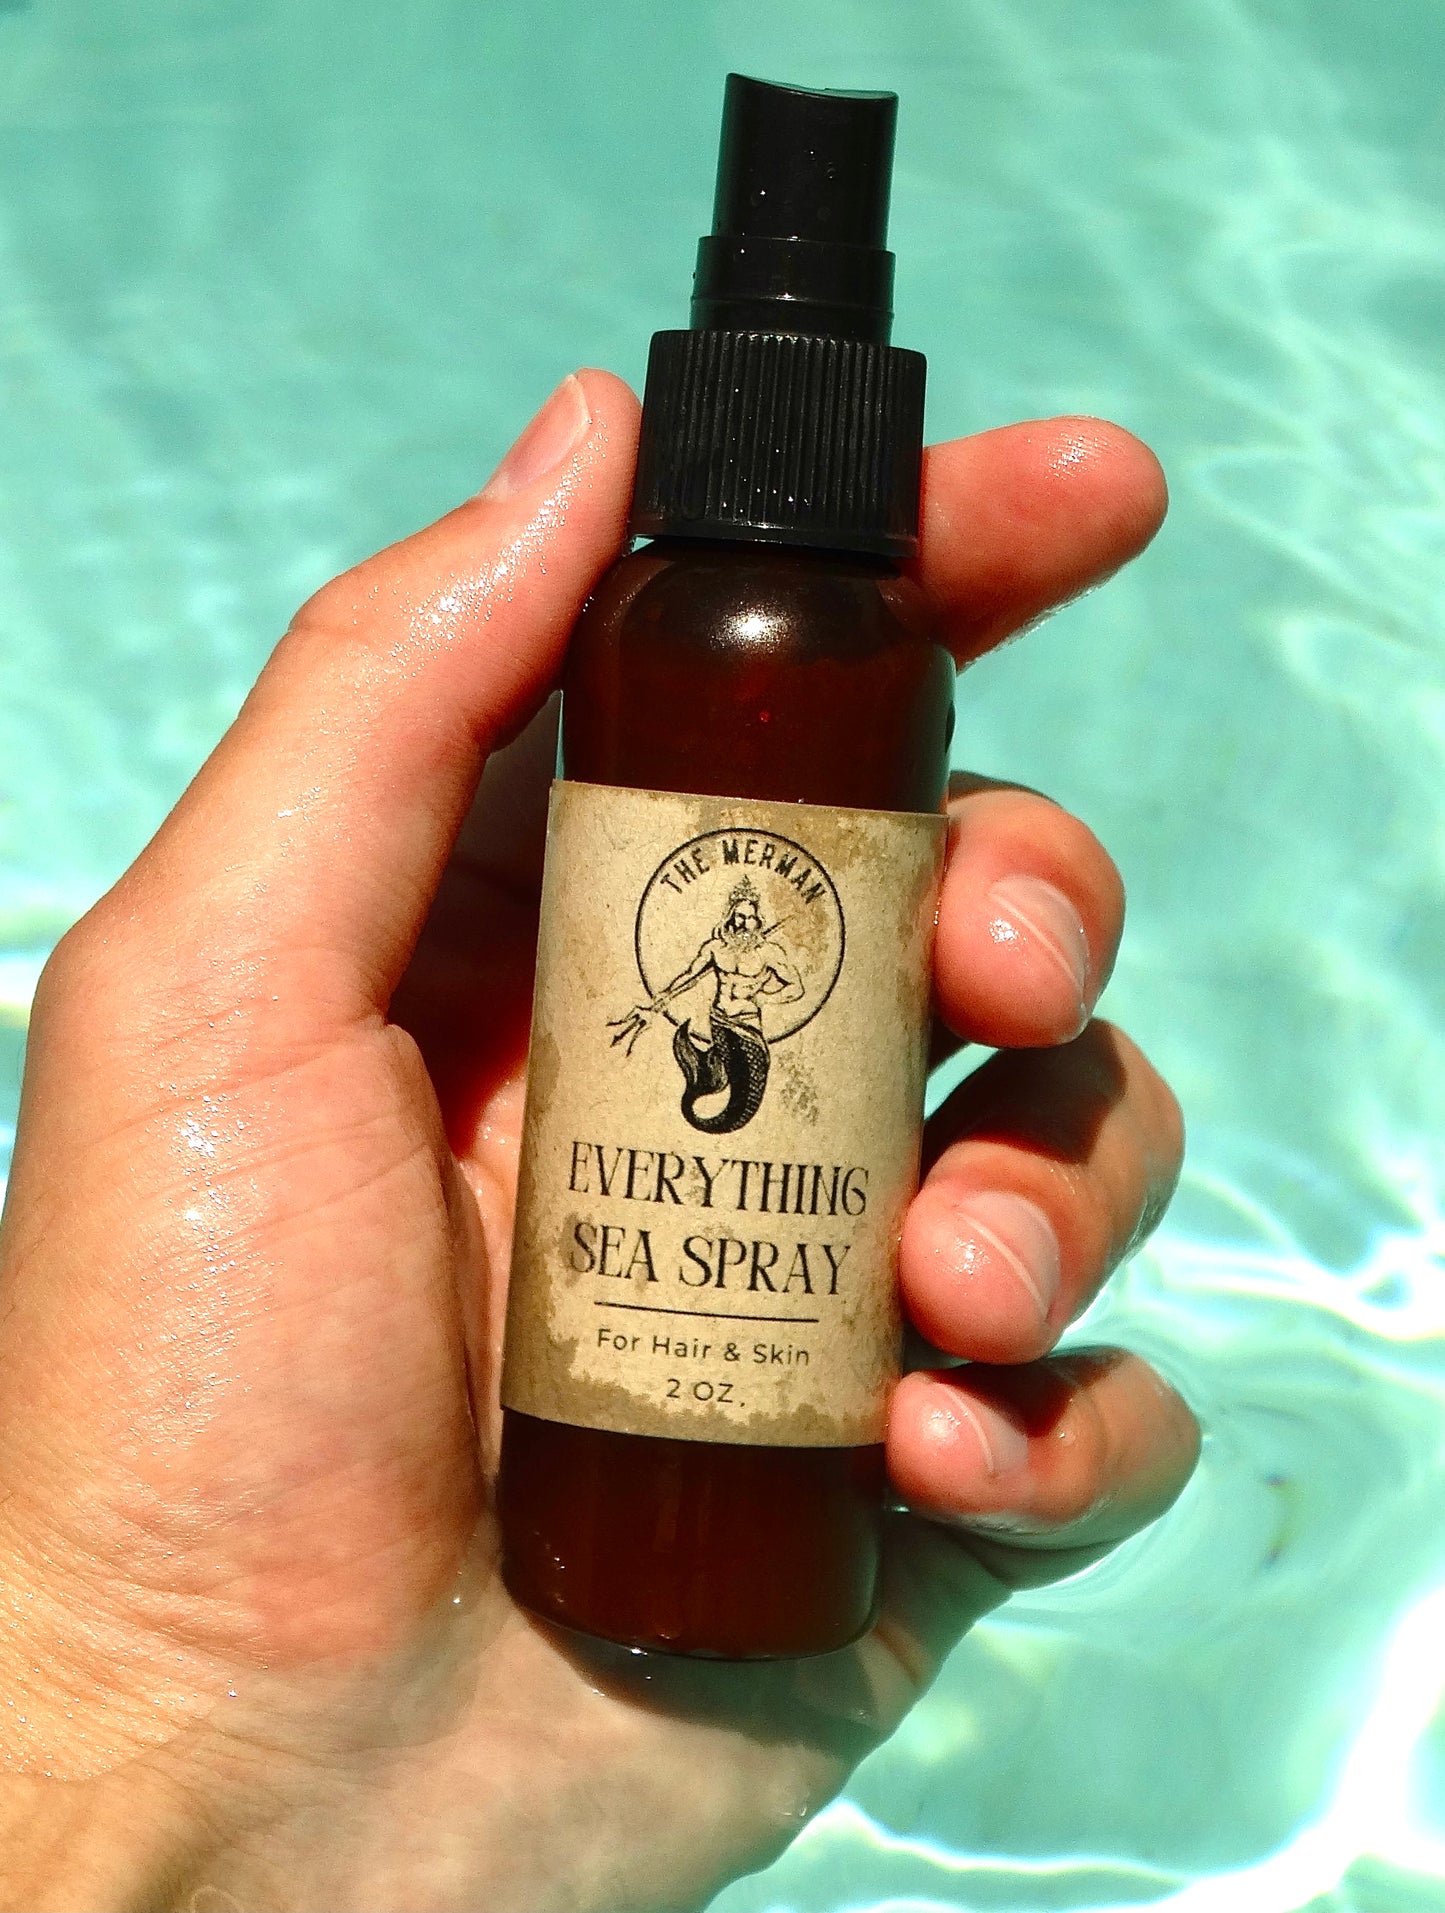 THE MERMAN
EVERYTHING
SEA SPRAY
For Hair & Skin
2 OZ.